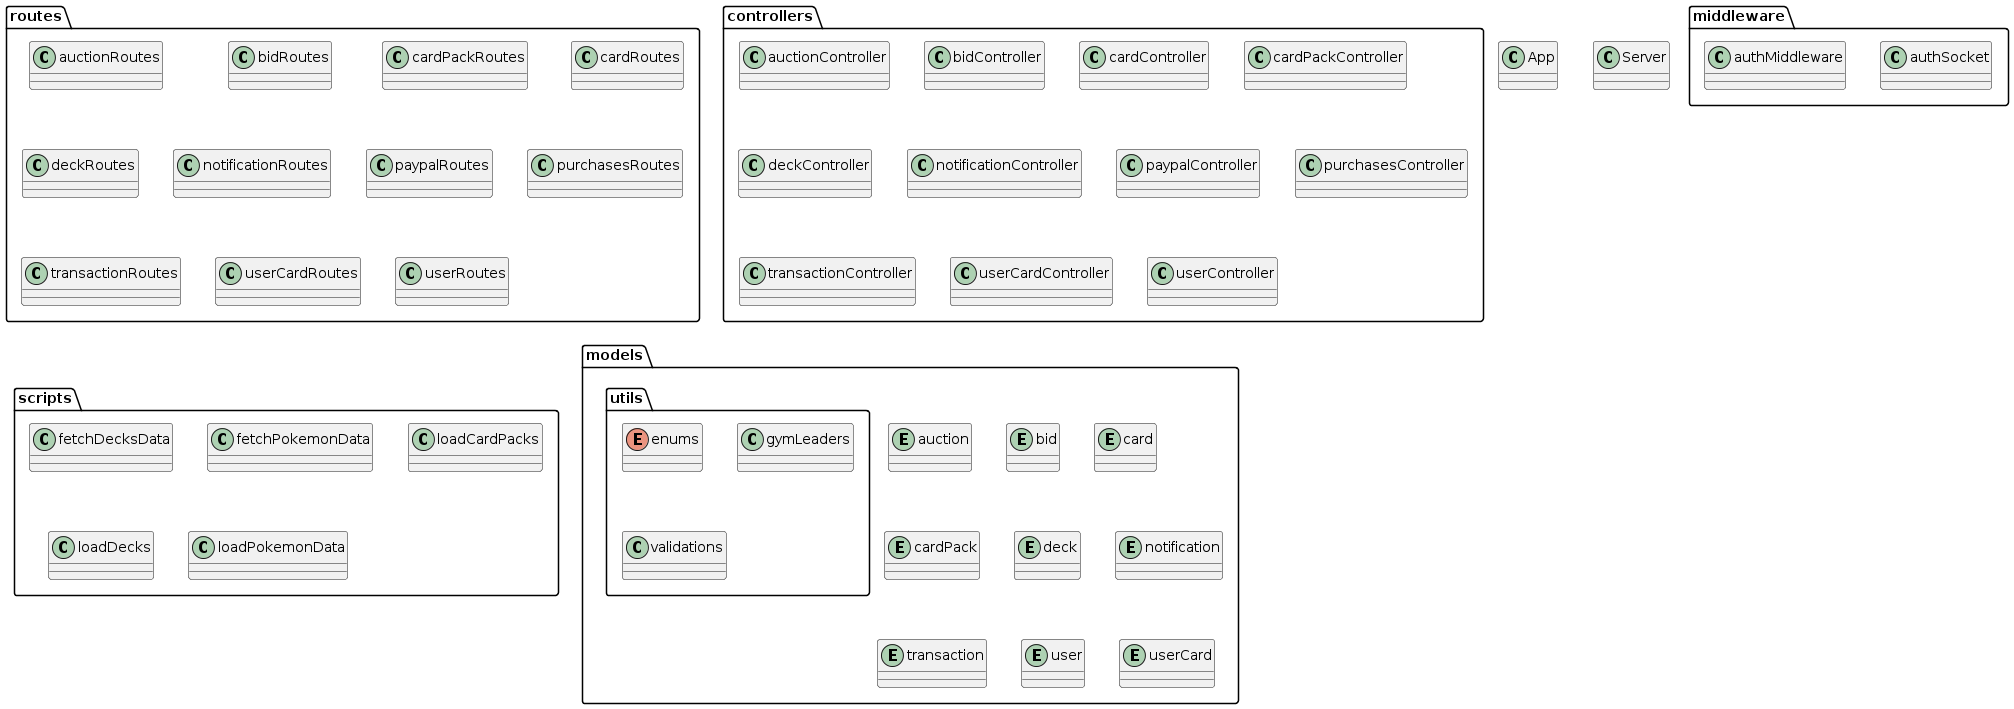 routes
C auctionRoutes
C bidRoutes
C cardPackRoutes
C cardRoutes
C deckRoutes
C notificationRoutes
C paypalRoutes
C purchasesRoutes
C transactionRoutes
C userCardRoutes
C userRoutes
controllers
C auctionController
C bidController
C cardController
C cardPackController
C deckController
C notificationController
C paypalController
C purchasesController
C transactionController
C userCardController
C userController
C App
C Server
middleware
C authMiddleware
C authSocket
scripts
C fetchDecksData
C fetchPokemonData
C loadCardPacks
C loadDecks
C loadPokemonData
models
utils
E enums
C gymLeaders
C validations
E auction
E bid
E card
E cardPack
E deck
E notification
E transaction
E user
E userCard